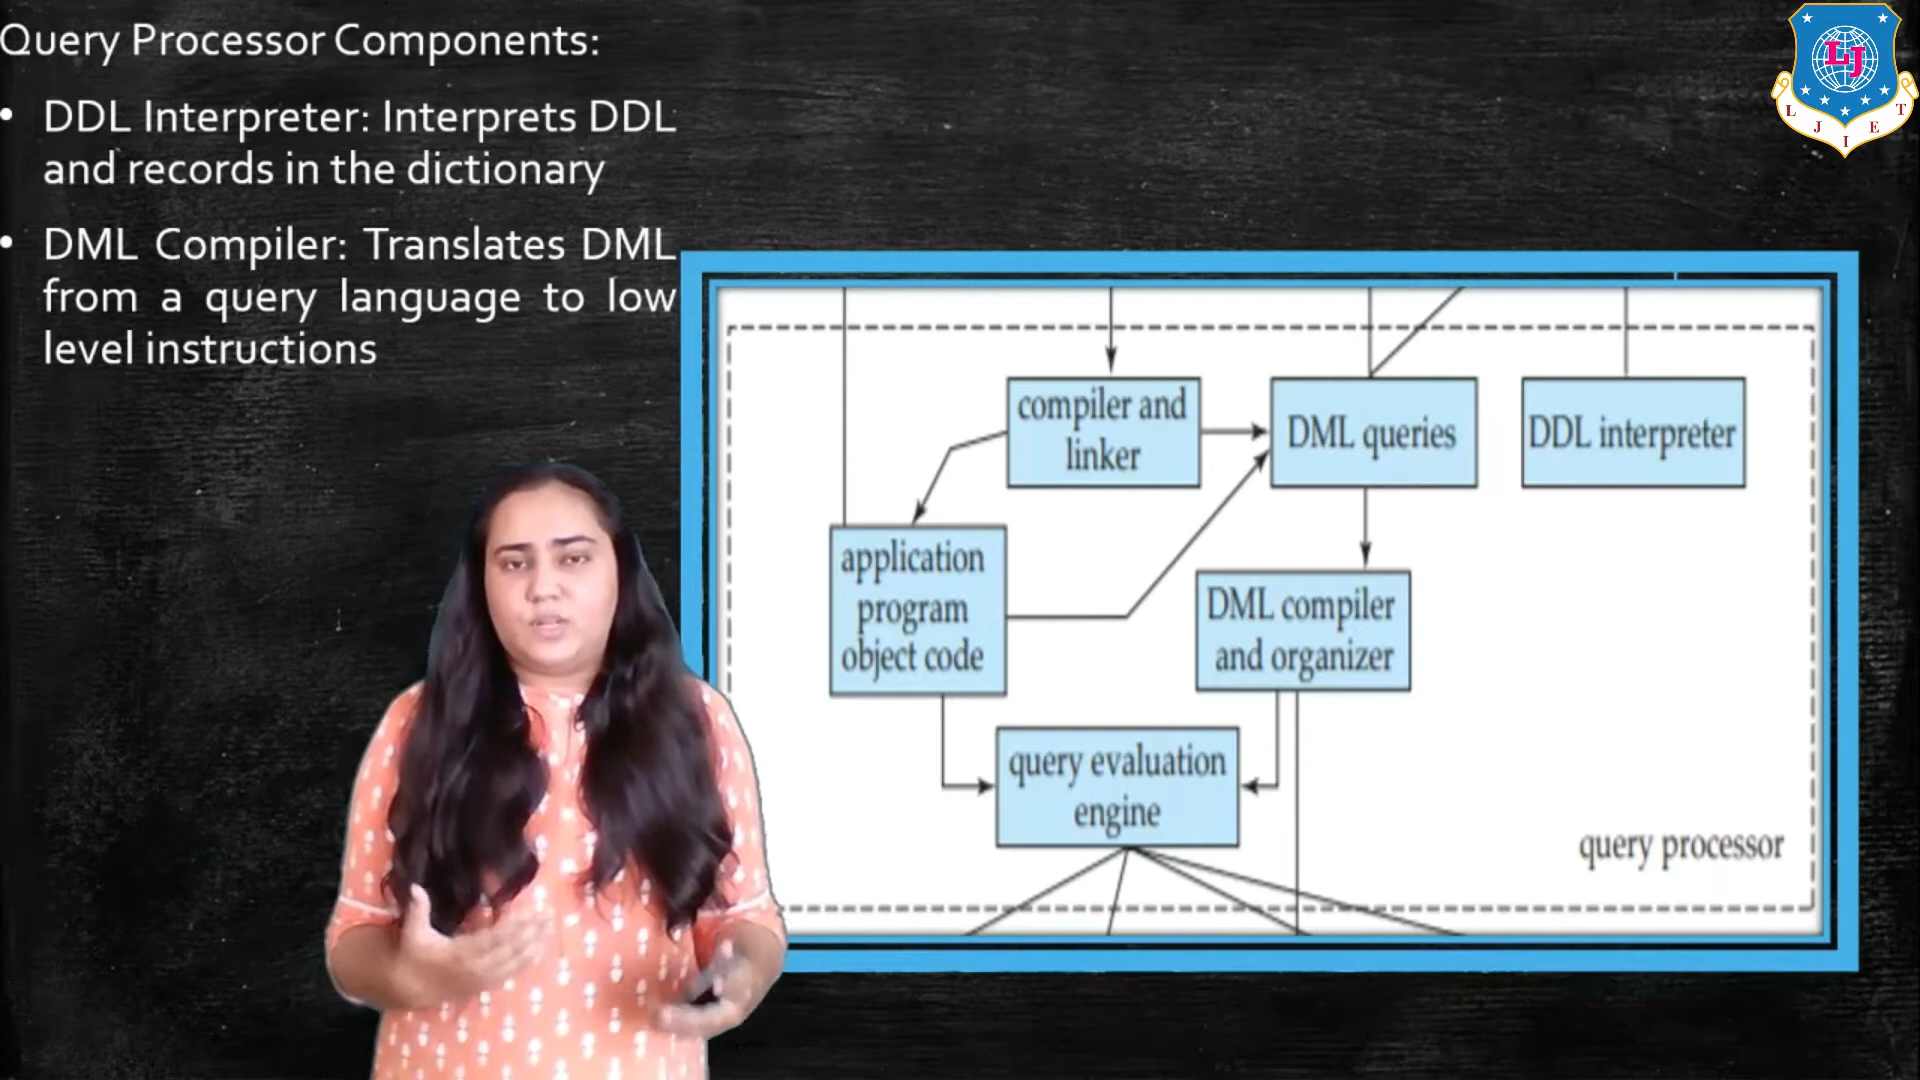 Query Processor Components:
• DDL Interpreter: Interprets DDL
and records in the dictionary
• DML Compiler: Translates DML
from a query language to low
level instructions
LJ
L J I E T
compiler and
linker
DML queries
DDL interpreter
application
program
object code
DML compiler
and organizer
query evaluation
engine
query processor